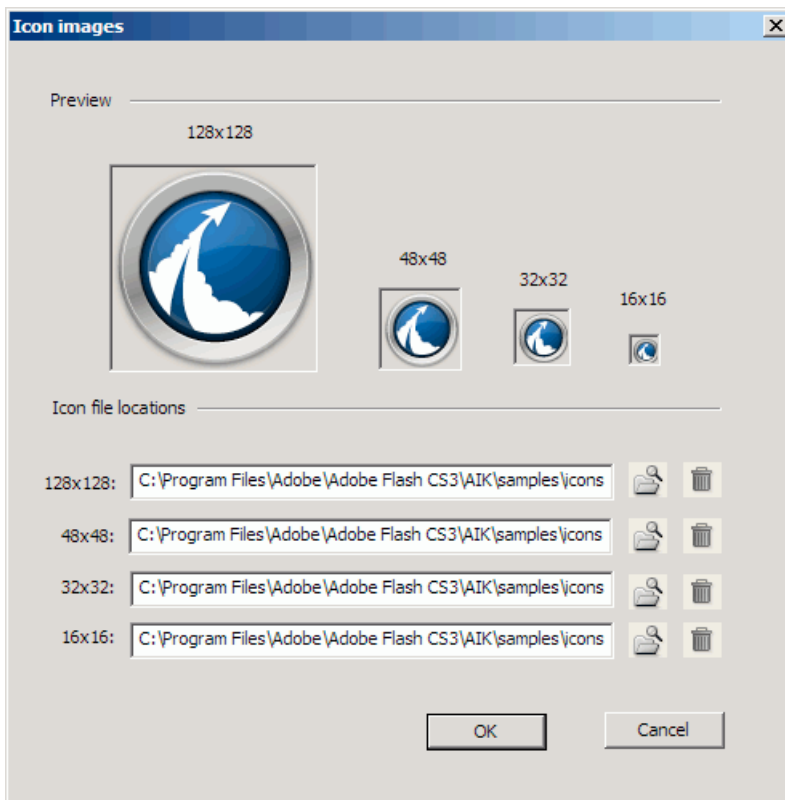 Icon images
Preview
128x128
48x48
32x32
16x16
Icon file locations
128x128: C:\Program Files\Adobe\Adobe Flash CS3\AIK\samples\icons
48x48: C:\Program Files\Adobe\Adobe Flash CS3\AIK\samples\icons
32x32: C:\Program Files\Adobe\Adobe Flash CS3\AIK\samples\icons
16x16: C:\Program Files\Adobe\Adobe Flash CS3\AIK\samples\icons
OK Cancel